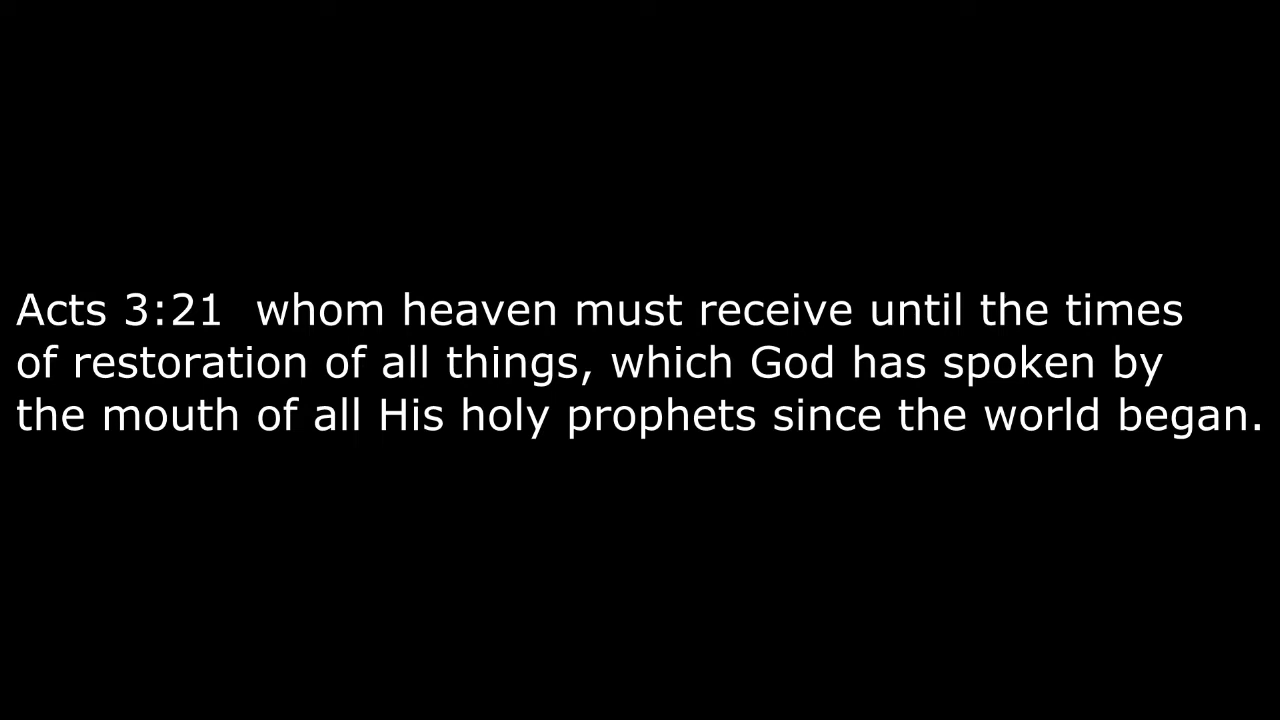 Acts 3:21  whom heaven must receive until the times
of restoration of all things, which God has spoken by
the mouth of all His holy prophets since the world began.